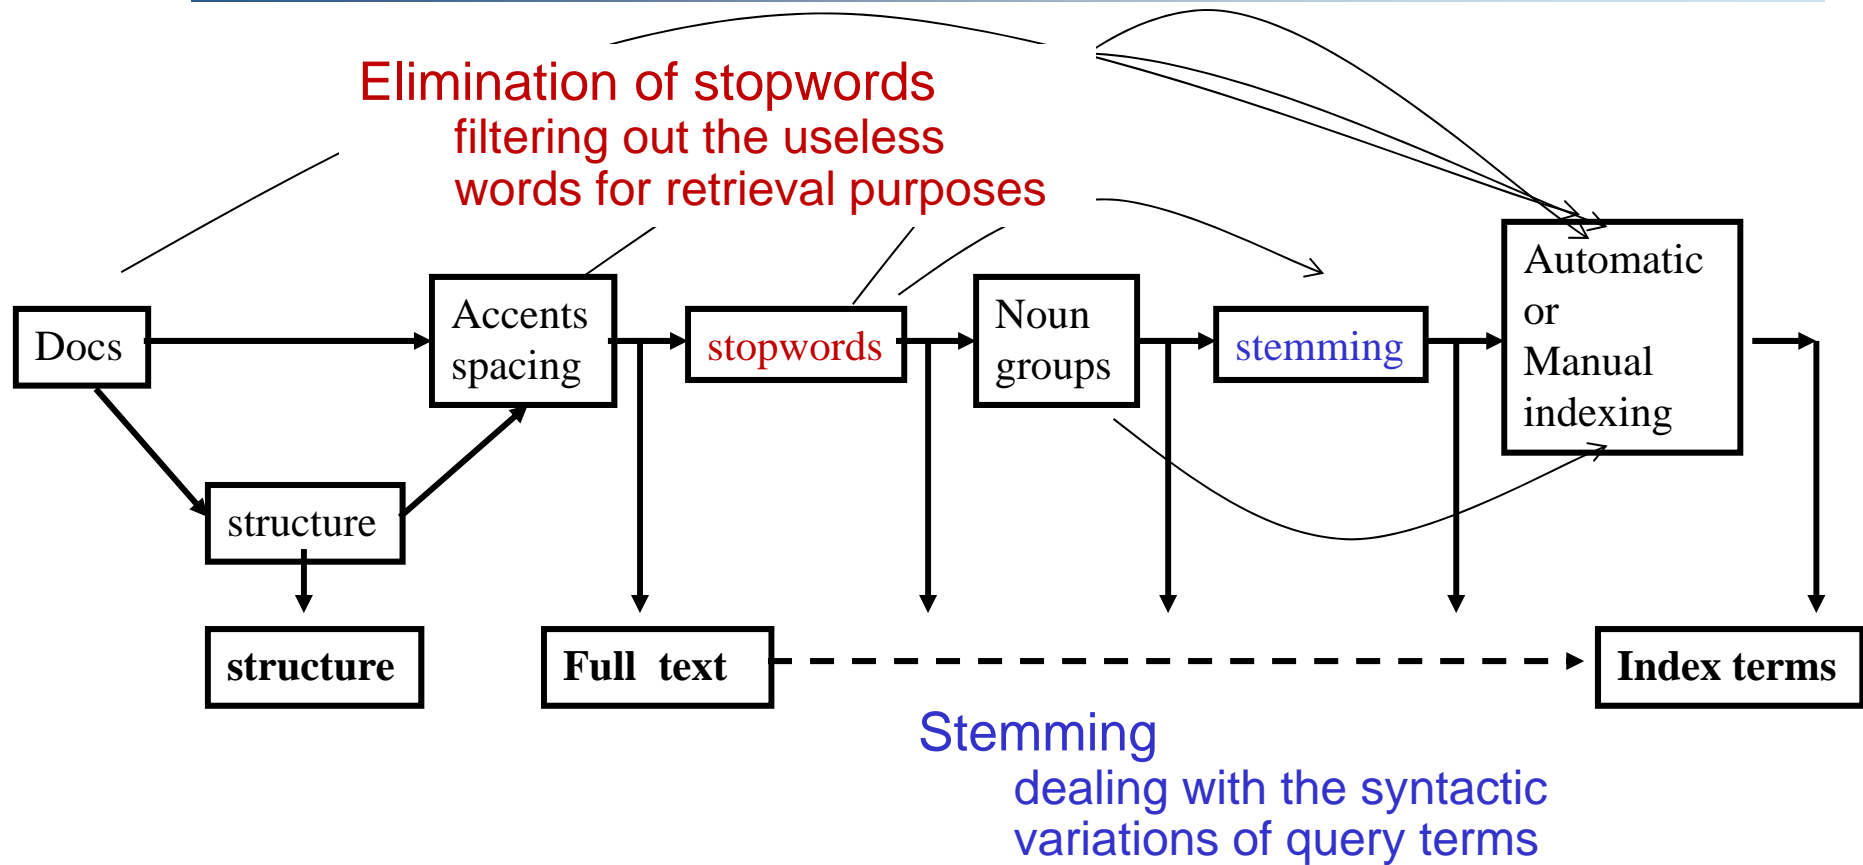 Elimination of stopwords
filtering out the useless
words for retrieval purposes
Docs
Accents
spacing
stopwords
Noun
groups
stemming
Automatic
or
Manual
indexing
structure
structure
Full text
Index terms
Stemming
dealing with the syntactic
variations of query terms